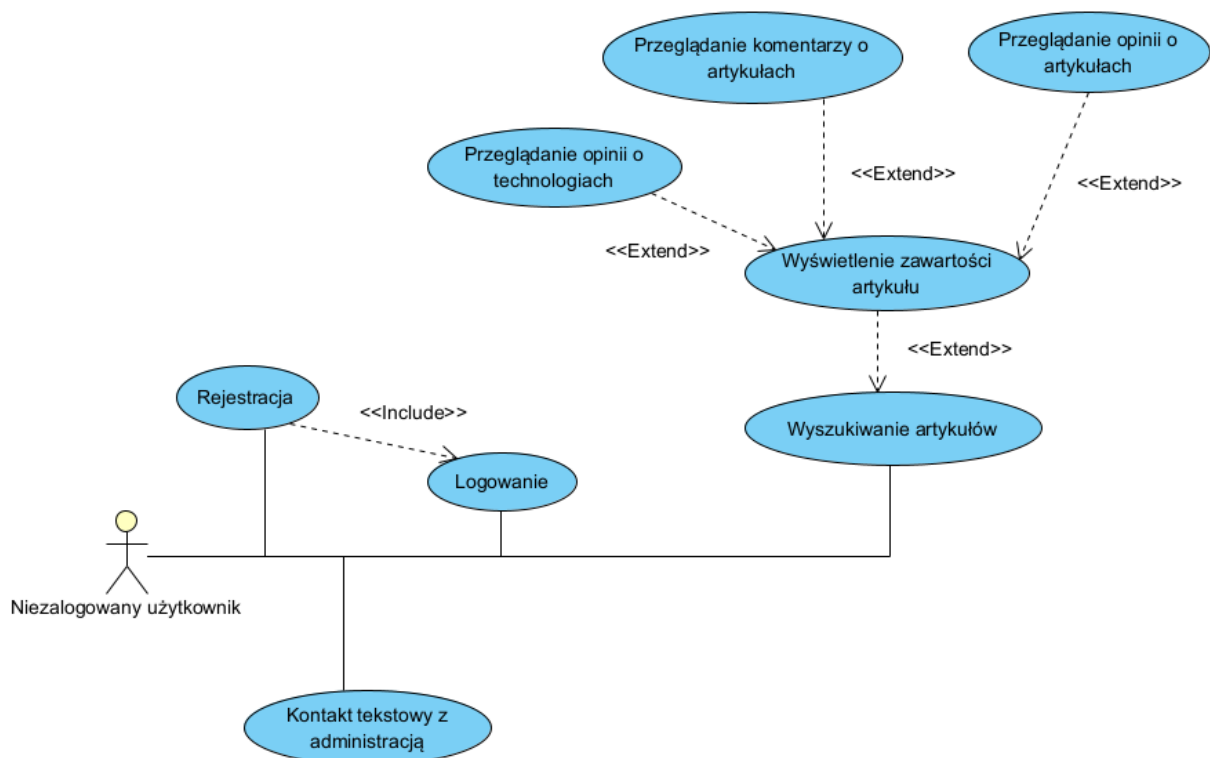 Przeglądanie komentarzy o
artykułach
Przeglądanie opinii o
artykułach
Przeglądanie opinii o
technologiach
<<Extend>>
<<Extend>>
<<Extend>>
Wyświetlenie zawartości
artykułu
<<Extend>>
Rejestracja
<<Include>>
Wyszukiwanie artykułów
Logowanie
Niezalogowany użytkownik
Kontakt tekstowy z
administracją